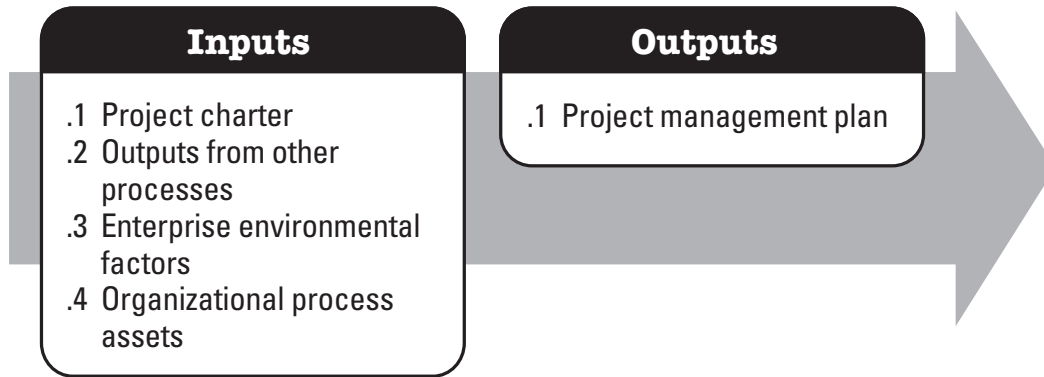 Inputs
.1 Project charter
.2 Outputs from other
processes
.3 Enterprise environmental
factors
.4 Organizational process
assets
Outputs
.1 Project management plan